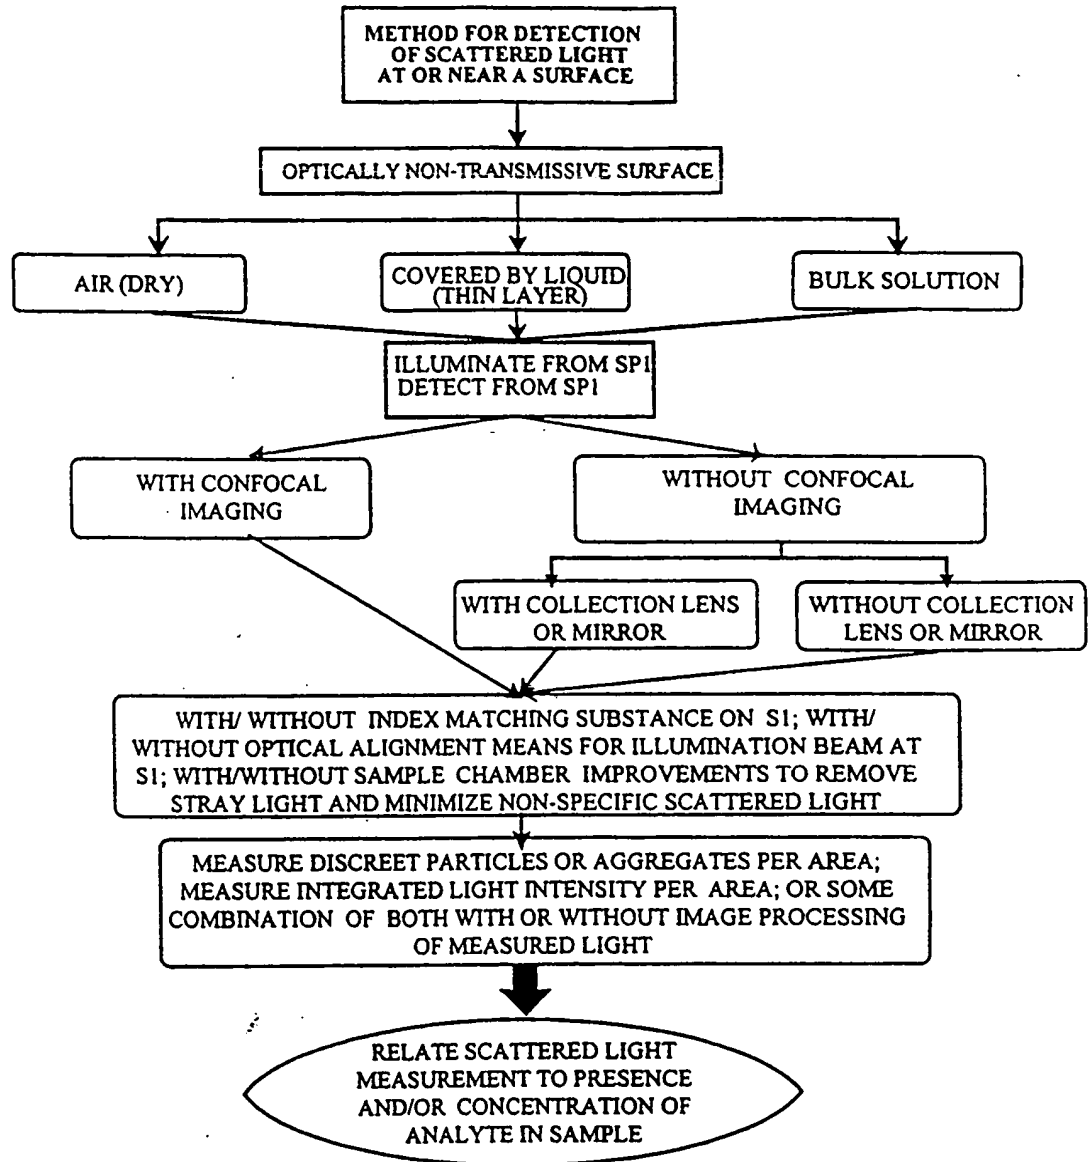 METHOD FOR DETECTION
OF SCATTERED LIGHT
AT OR NEAR A SURFACE
OPTICALLY NON-TRANSMISSIVE SURFACE
AIR (DRY)
COVERED BY LIQUID
(THIN LAYER)
BULK SOLUTION
ILLUMINATE FROM SP1
DETECT FROM SP1
WITH CONFOCAL
IMAGING
WITHOUT CONFOCAL
IMAGING
WITH COLLECTION LENS
OR MIRROR
WITHOUT COLLECTION
LENS OR MIRROR
WITH/ WITHOUT INDEX MATCHING SUBSTANCE ON S1; WITH/
WITHOUT OPTICAL ALIGNMENT MEANS FOR ILLUMINATION BEAM AT
S1; WITH/WITHOUT SAMPLE CHAMBER IMPROVEMENTS TO REMOVE
STRAY LIGHT AND MINIMIZE NON-SPECIFIC SCATTERED LIGHT
MEASURE DISCREET PARTICLES OR AGGREGATES PER AREA;
MEASURE INTEGRATED LIGHT INTENSITY PER AREA; OR SOME
COMBINATION OF BOTH WITH OR WITHOUT IMAGE PROCESSING
OF MEASURED LIGHT
RELATE SCATTERED LIGHT
MEASUREMENT TO PRESENCE
AND/OR CONCENTRATION OF
ANALYTE IN SAMPLE